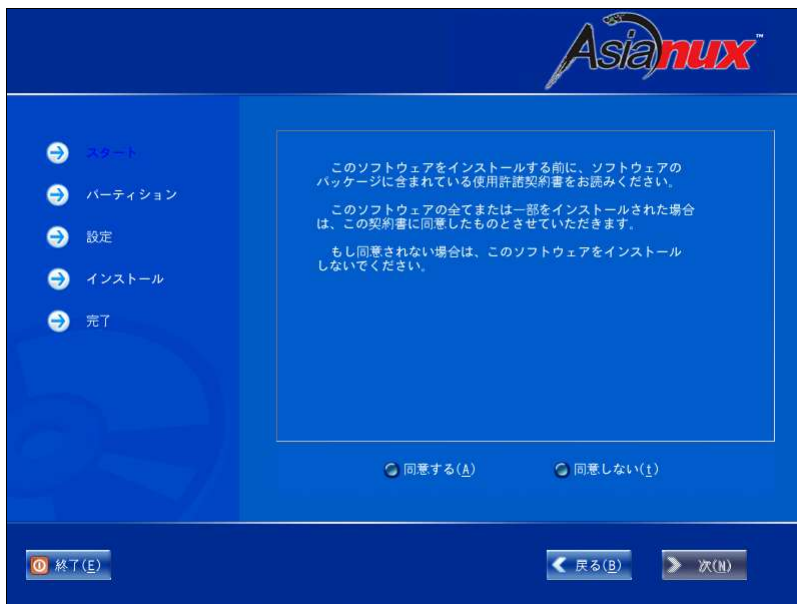 Asianux™
スタート
パーティション
設定
インストール
完了
このソフトウェアをインストールする前に、ソフトウェアの
パッケージに含まれている使用許諾契約書をお読みください。
このソフトウェアの全てまたは一部をインストールされた場合
は、この契約書に同意したものとさせていただきます。
もし同意されない場合は、このソフトウェアをインストール
しないでください。
同意する(A)
同意しない(t)
終了(E)
戻る(B)
次(N)